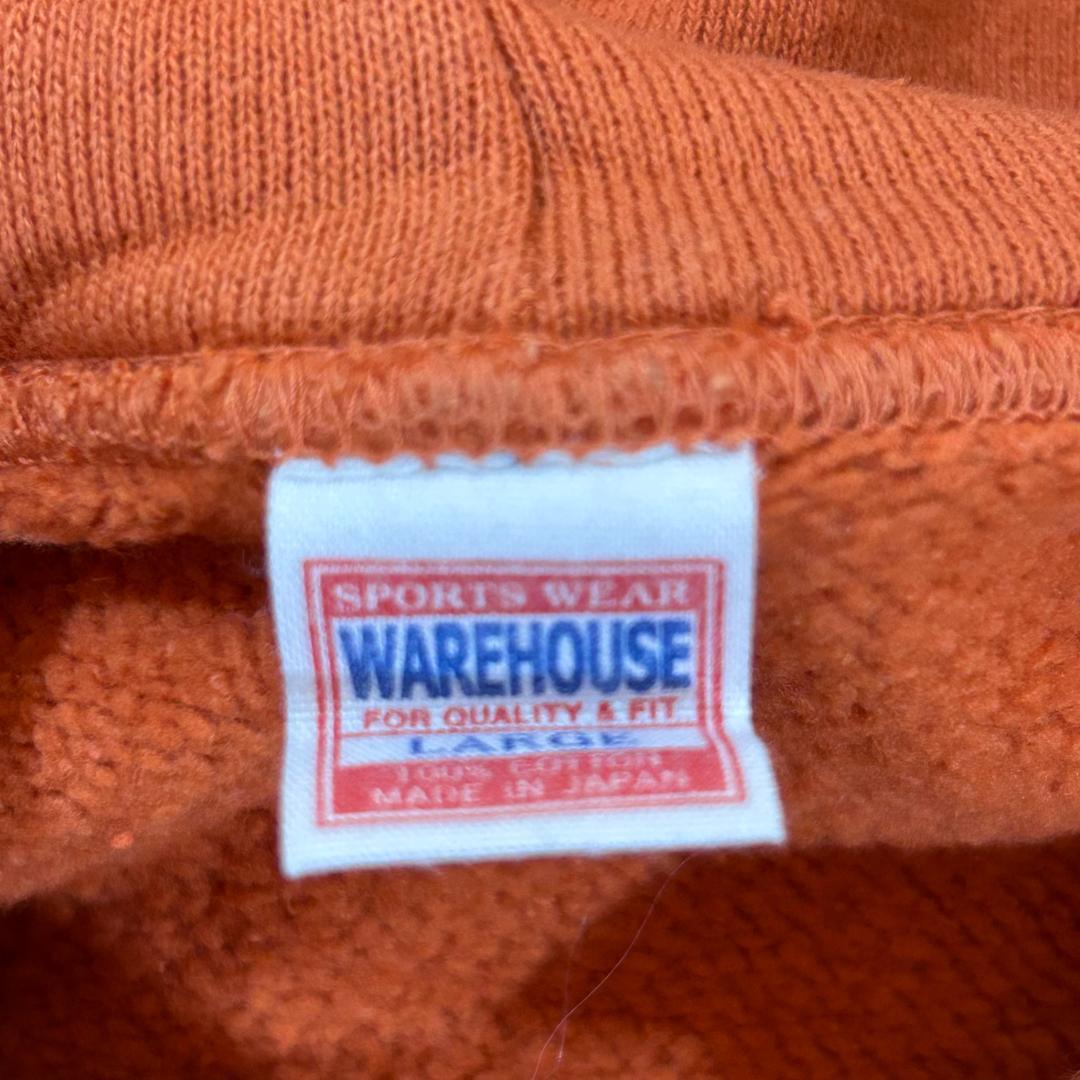 SPORTS WEAR
WAREHOUSE
FOR QUALITY & FIT
LARGE
100% COTTON
MADE IN JAPAN